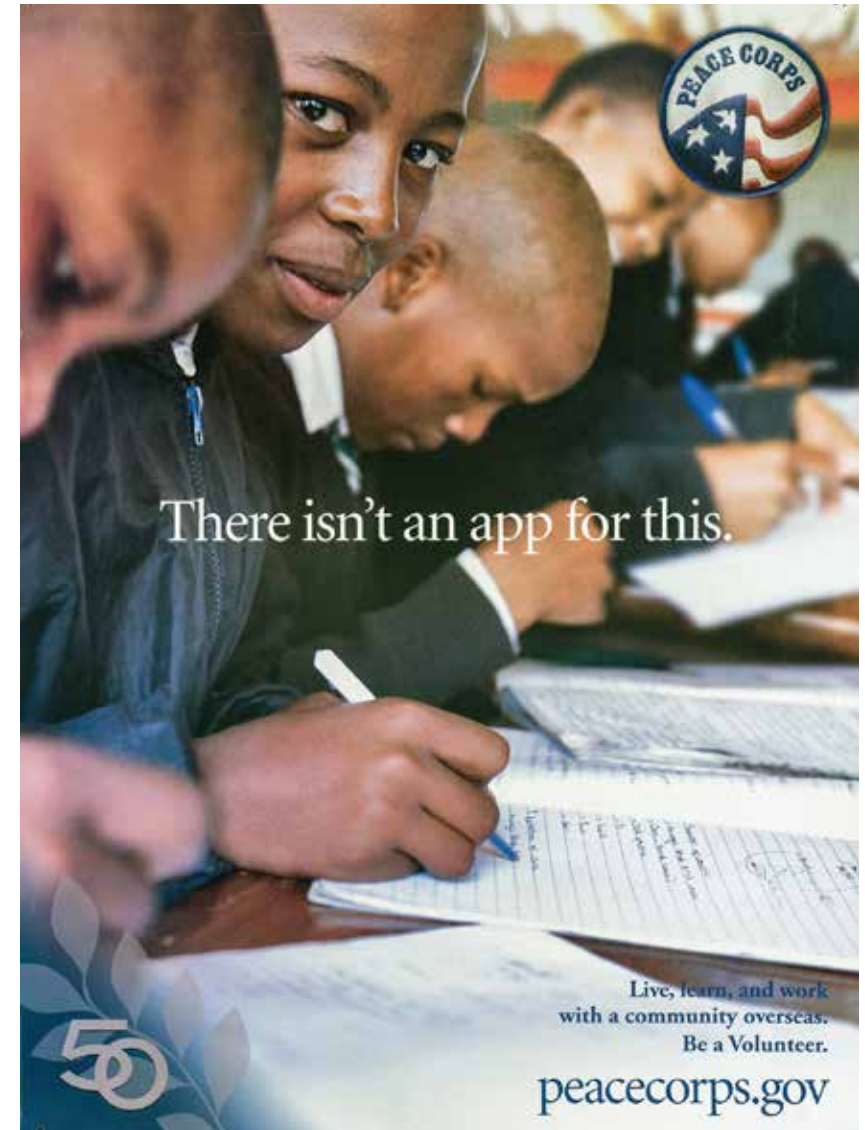 PEACE CORPS
There isn't an app for this.
Live, learn, and work
with a community overseas.
Be a Volunteer.
50
peacecorps.gov